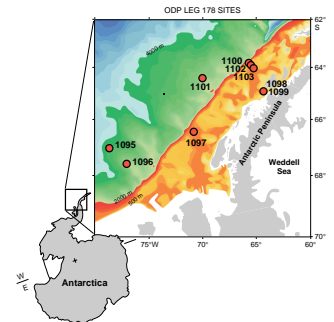 ODP LEG 178 SITES
62°
S
4000 m
1100
1102
1103
1101
64°
1098
1099
1097
Antarctic Peninsula
66°
1095
1096
Weddell
Sea
2000 m
500 m
68°
70°
75°W
70°
65°
60°
W
E
Antarctica